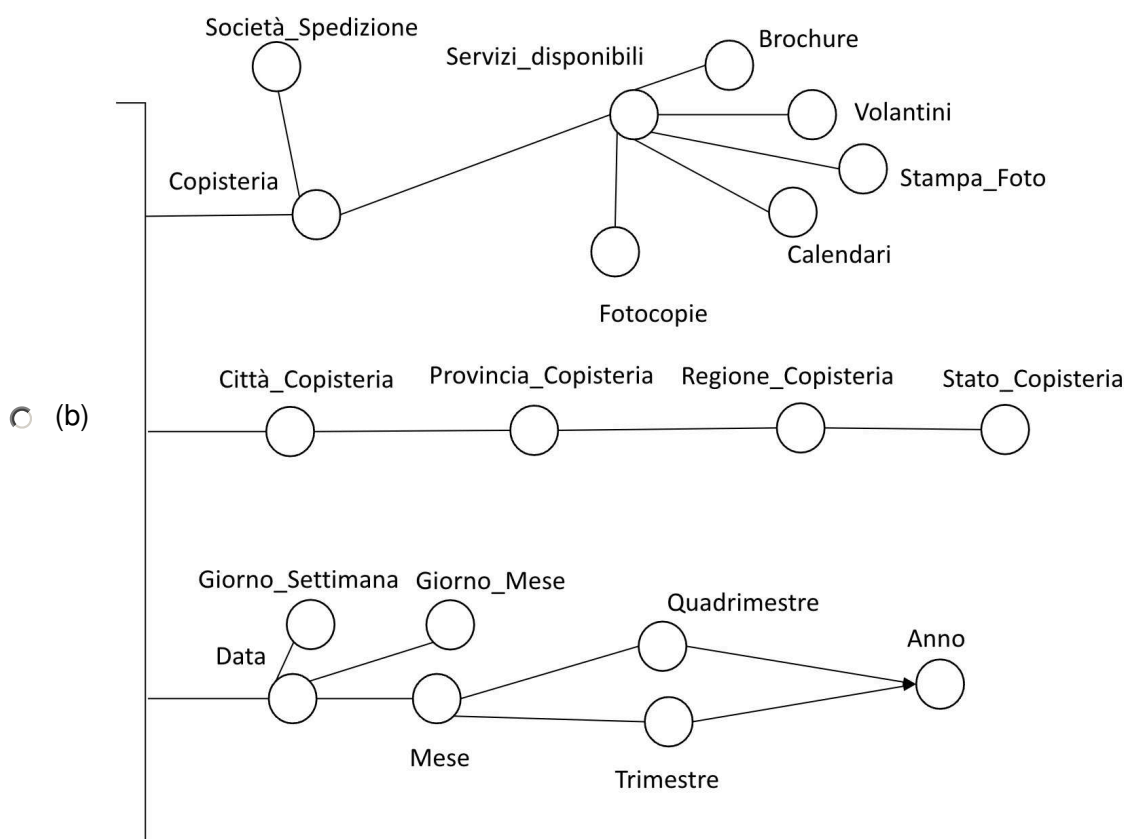 Società_Spedizione
Servizi_disponibili
Brochure
Volantini
Stampa_Foto
Copisteria
Calendari
Fotocopie
Città_Copisteria
Provincia_Copisteria
Regione_Copisteria
Stato_Copisteria
(b)
Giorno_Settimana
Giorno_Mese
Quadrimestre
Data
Anno
Mese
Trimestre